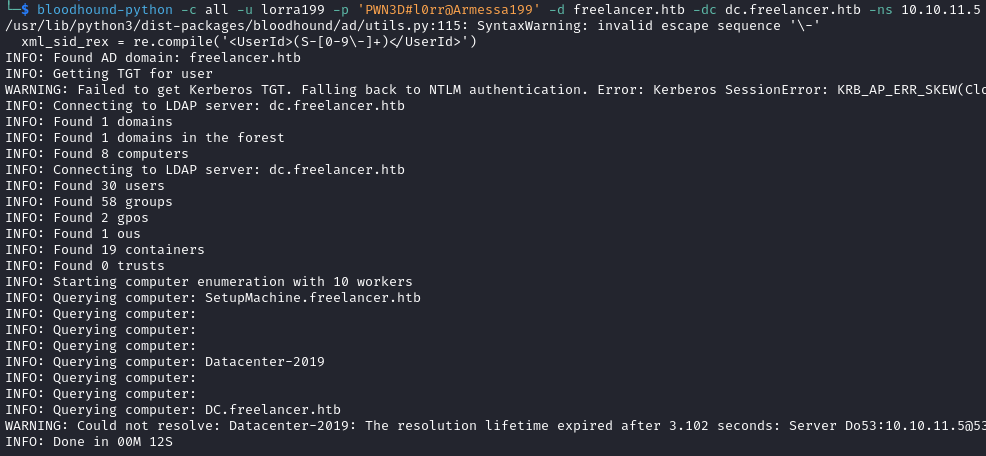 └─$ bloodhound-python -c all -u lorra199 -p 'PWN3D#l0rr@Armessa199' -d freelancer.htb -dc dc.freelancer.htb -ns 10.10.11.5
/usr/lib/python3/dist-packages/bloodhound/ad/utils.py:115: SyntaxWarning: invalid escape sequence '\-'
  xml_sid_rex = re.compile('<UserId>(S-[0-9\-]+)</UserId>')
INFO: Found AD domain: freelancer.htb
INFO: Getting TGT for user
WARNING: Failed to get Kerberos TGT. Falling back to NTLM authentication. Error: Kerberos SessionError: KRB_AP_ERR_SKEW(Clo
INFO: Connecting to LDAP server: dc.freelancer.htb
INFO: Found 1 domains
INFO: Found 1 domains in the forest
INFO: Found 8 computers
INFO: Connecting to LDAP server: dc.freelancer.htb
INFO: Found 30 users
INFO: Found 58 groups
INFO: Found 2 gpos
INFO: Found 1 ous
INFO: Found 19 containers
INFO: Found 0 trusts
INFO: Starting computer enumeration with 10 workers
INFO: Querying computer: SetupMachine.freelancer.htb
INFO: Querying computer:
INFO: Querying computer:
INFO: Querying computer:
INFO: Querying computer: Datacenter-2019
INFO: Querying computer:
INFO: Querying computer:
INFO: Querying computer: DC.freelancer.htb
WARNING: Could not resolve: Datacenter-2019: The resolution lifetime expired after 3.102 seconds: Server Do53:10.10.11.5@53
INFO: Done in 00M 12S